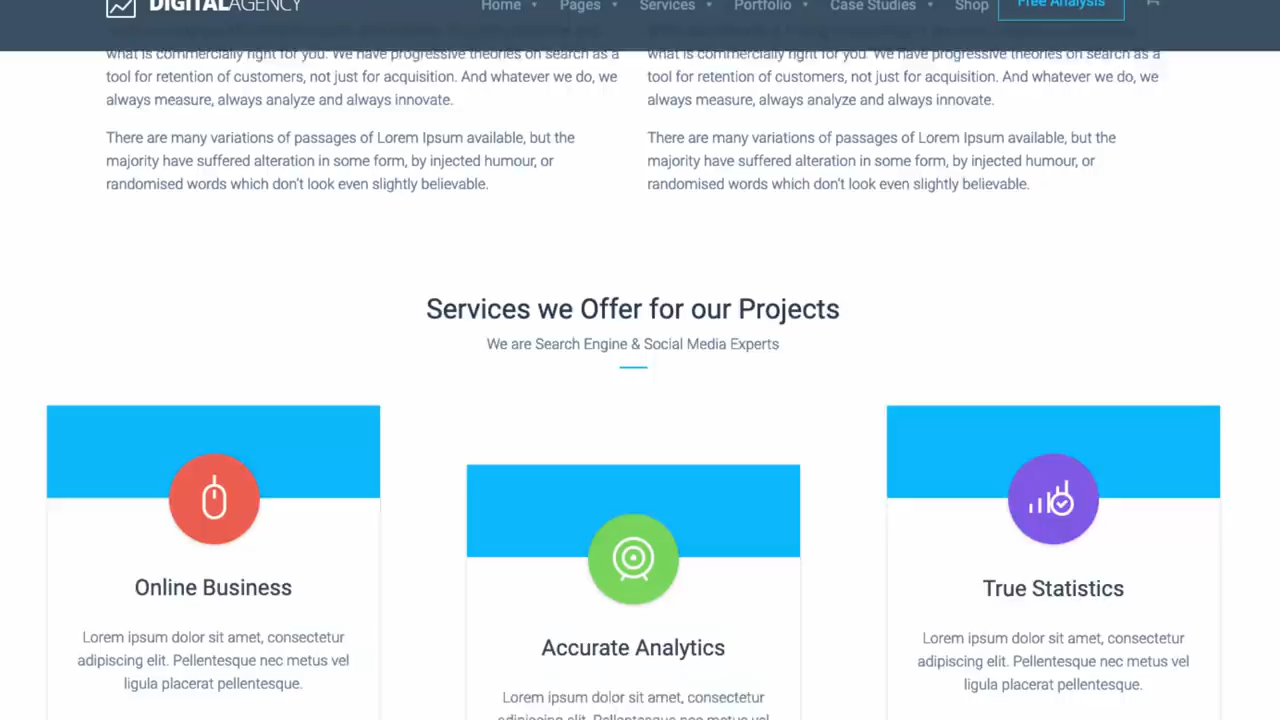 DIGITALAGENCY
Home Pages Services Portfolio Case Studies Shop Free Analysis
what is commercially right for you. We have progressive theories on search as a
tool for retention of customers, not just for acquisition. And whatever we do, we
always measure, always analyze and always innovate.
There are many variations of passages of Lorem Ipsum available, but the
majority have suffered alteration in some form, by injected humour, or
randomised words which don’t look even slightly believable.
what is commercially right for you. We have progressive theories on search as a
tool for retention of customers, not just for acquisition. And whatever we do, we
always measure, always analyze and always innovate.
There are many variations of passages of Lorem Ipsum available, but the
majority have suffered alteration in some form, by injected humour, or
randomised words which don’t look even slightly believable.
Services we Offer for our Projects
We are Search Engine & Social Media Experts
Online Business
Lorem ipsum dolor sit amet, consectetur
adipiscing elit. Pellentesque nec metus vel
ligula placerat pellentesque.
Accurate Analytics
Lorem ipsum dolor sit amet, consectetur
adipiscing elit. Pellentesque nec metus vel
True Statistics
Lorem ipsum dolor sit amet, consectetur
adipiscing elit. Pellentesque nec metus vel
ligula placerat pellentesque.